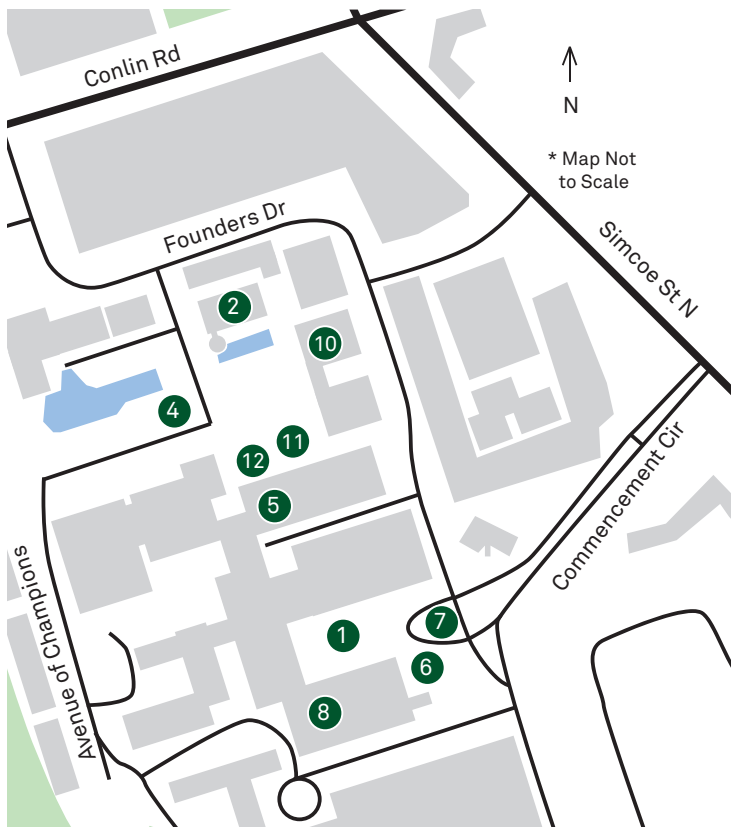 Conlin Rd
N
* Map Not
to Scale
Founders Dr
Simcoe St N
2
10
4
11
12
5
Commencement Cir
Avenue of Champions
7
1
6
8